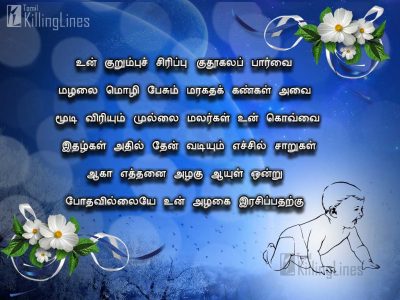 Tamil
KillingLines
உன் குறும்புச் சிரிப்பு குதூகலப் பார்வை
மழலை மொழி பேசும் மரகதக் கண்கள் அவை
மூடி விரியும் முல்லை மலர்கள் உன் கொவ்வை
இதழ்கள் அதில் தேன் வடியும் எச்சில் சாறுகள்
ஆகா எத்தனை அழகு ஆயுள் ஒன்று
போதவில்லையே உன் அழகை இரசிப்பதற்கு
Tamil
KillingLines